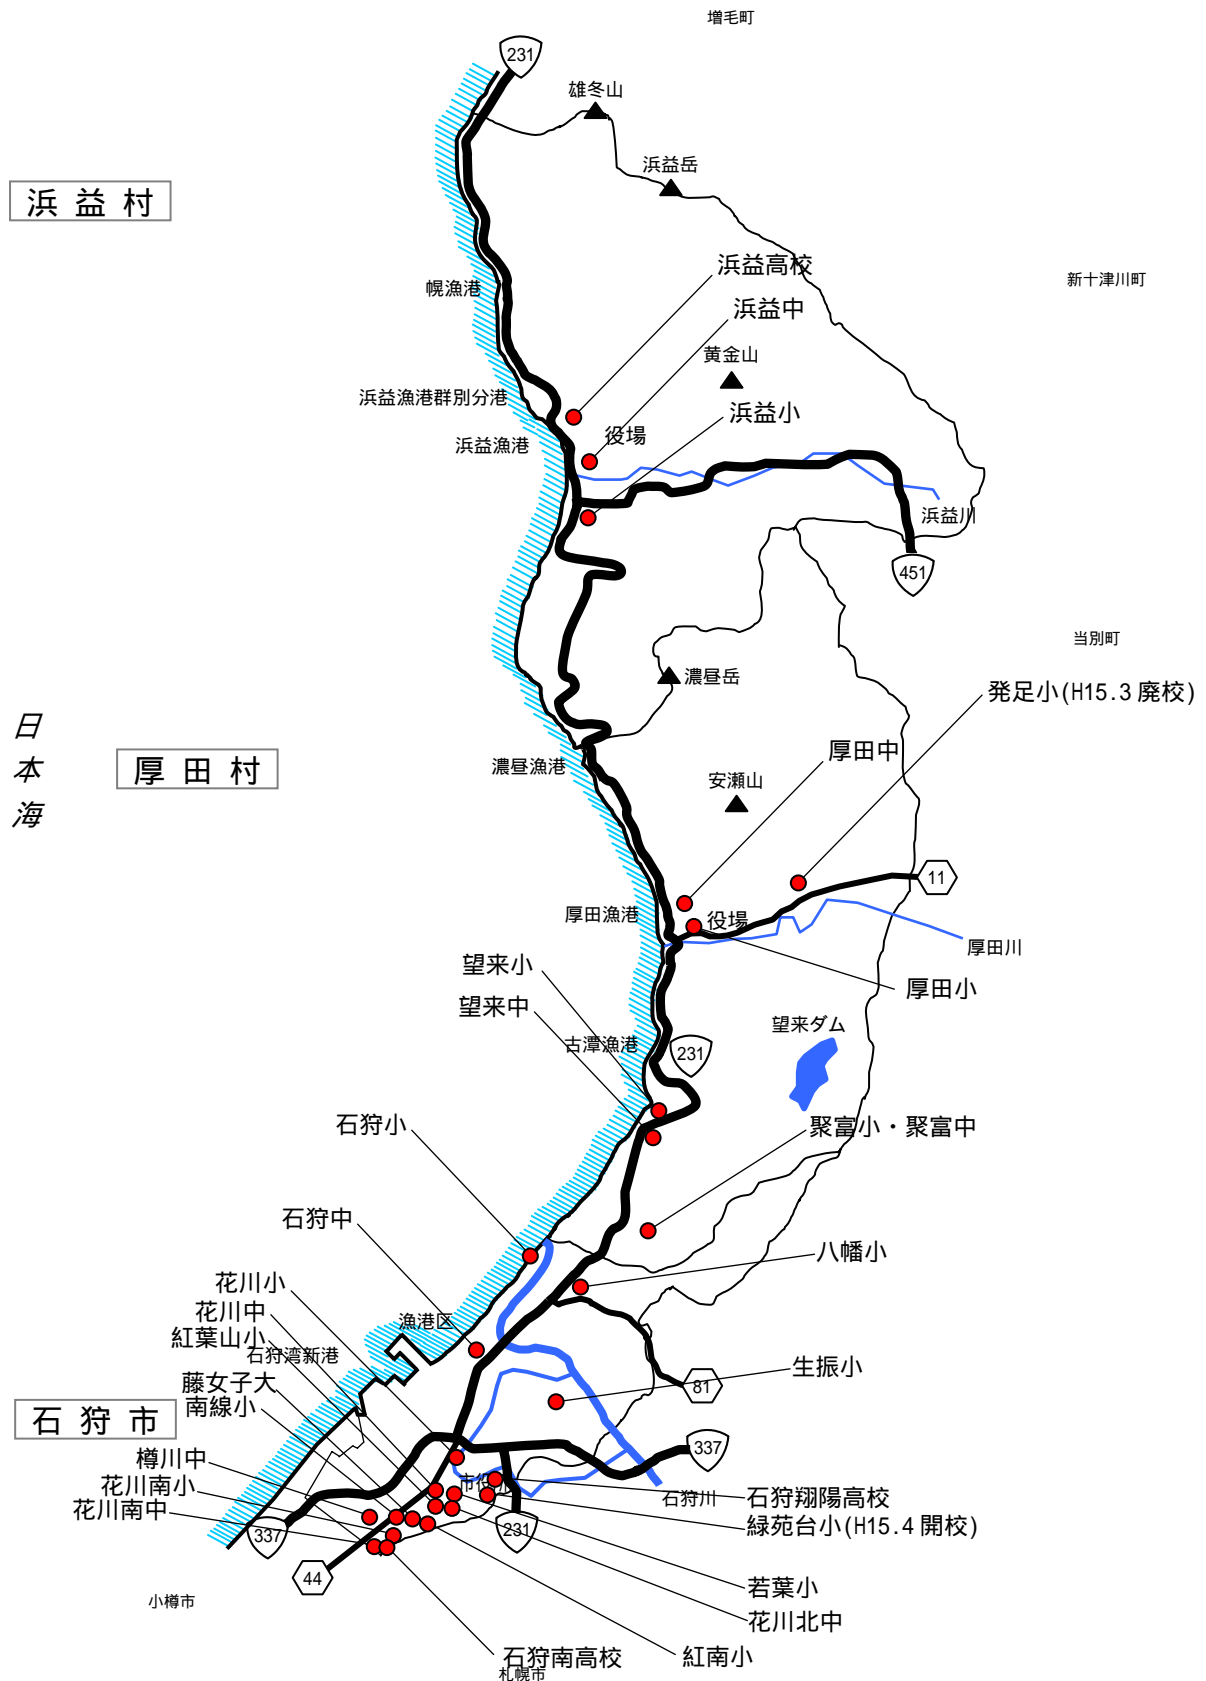 増毛町
231
雄冬山
浜益岳
浜益村
浜益高校
新十津川町
幌漁港
浜益中
黄金山
浜益漁港群別分港
浜益小
役場
浜益漁港
浜益川
451
当別町
濃昼岳
発足小(H15.3廃校)
日本海
厚田村
厚田中
濃昼漁港
安瀬山
11
厚田漁港
役場
厚田川
望来小
厚田小
望来中
望来ダム
古潭漁港
231
石狩小
聚富小・聚富中
石狩中
八幡小
花川小
花川中
漁港区
紅葉山小
石狩湾新港
生振小
藤女子大
81
南線小
石狩市
樽川中
337
花川南小
石狩川
石狩翔陽高校
花川南中
緑苑台小(H15.4開校)
337
231
44
若葉小
小樽市
花川北中
石狩南高校
紅南小
札幌市